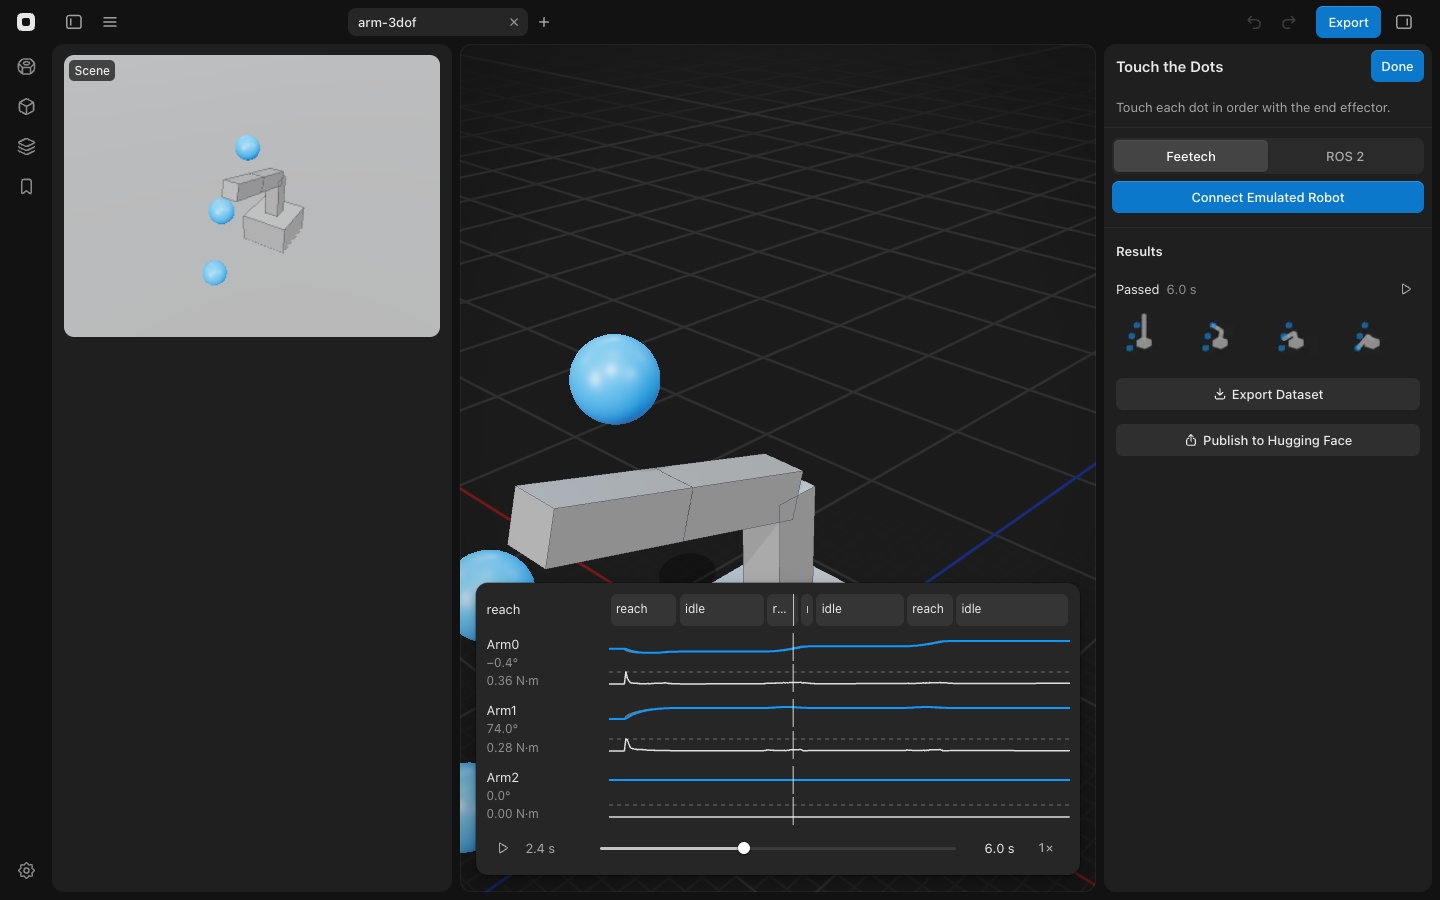 arm-3dof
Export
Scene
Touch the Dots
Done
Touch each dot in order with the end effector.
Feetech
ROS 2
Connect Emulated Robot
Results
Passed 6.0 s
Export Dataset
Publish to Hugging Face
reach
reach idle r... idle reach idle
Arm0
−0.4°
0.36 N·m
Arm1
74.0°
0.28 N·m
Arm2
0.0°
0.00 N·m
2.4 s 6.0 s 1×